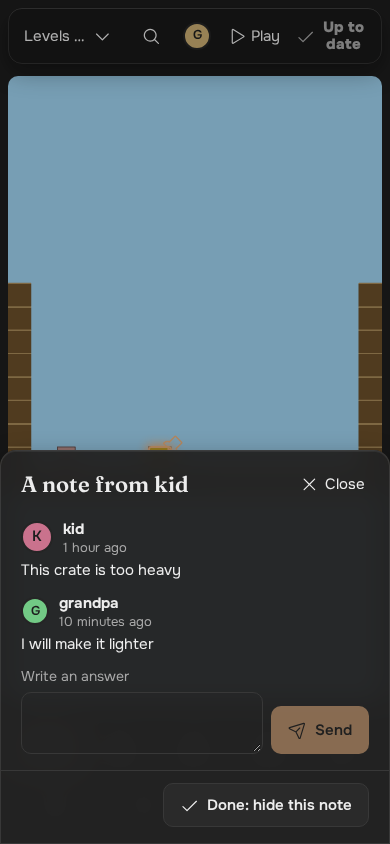 Levels ...
G
Play
Up to
date
A note from kid
Close
K
kid
1 hour ago
This crate is too heavy
G
grandpa
10 minutes ago
I will make it lighter
Write an answer
Send
Done: hide this note